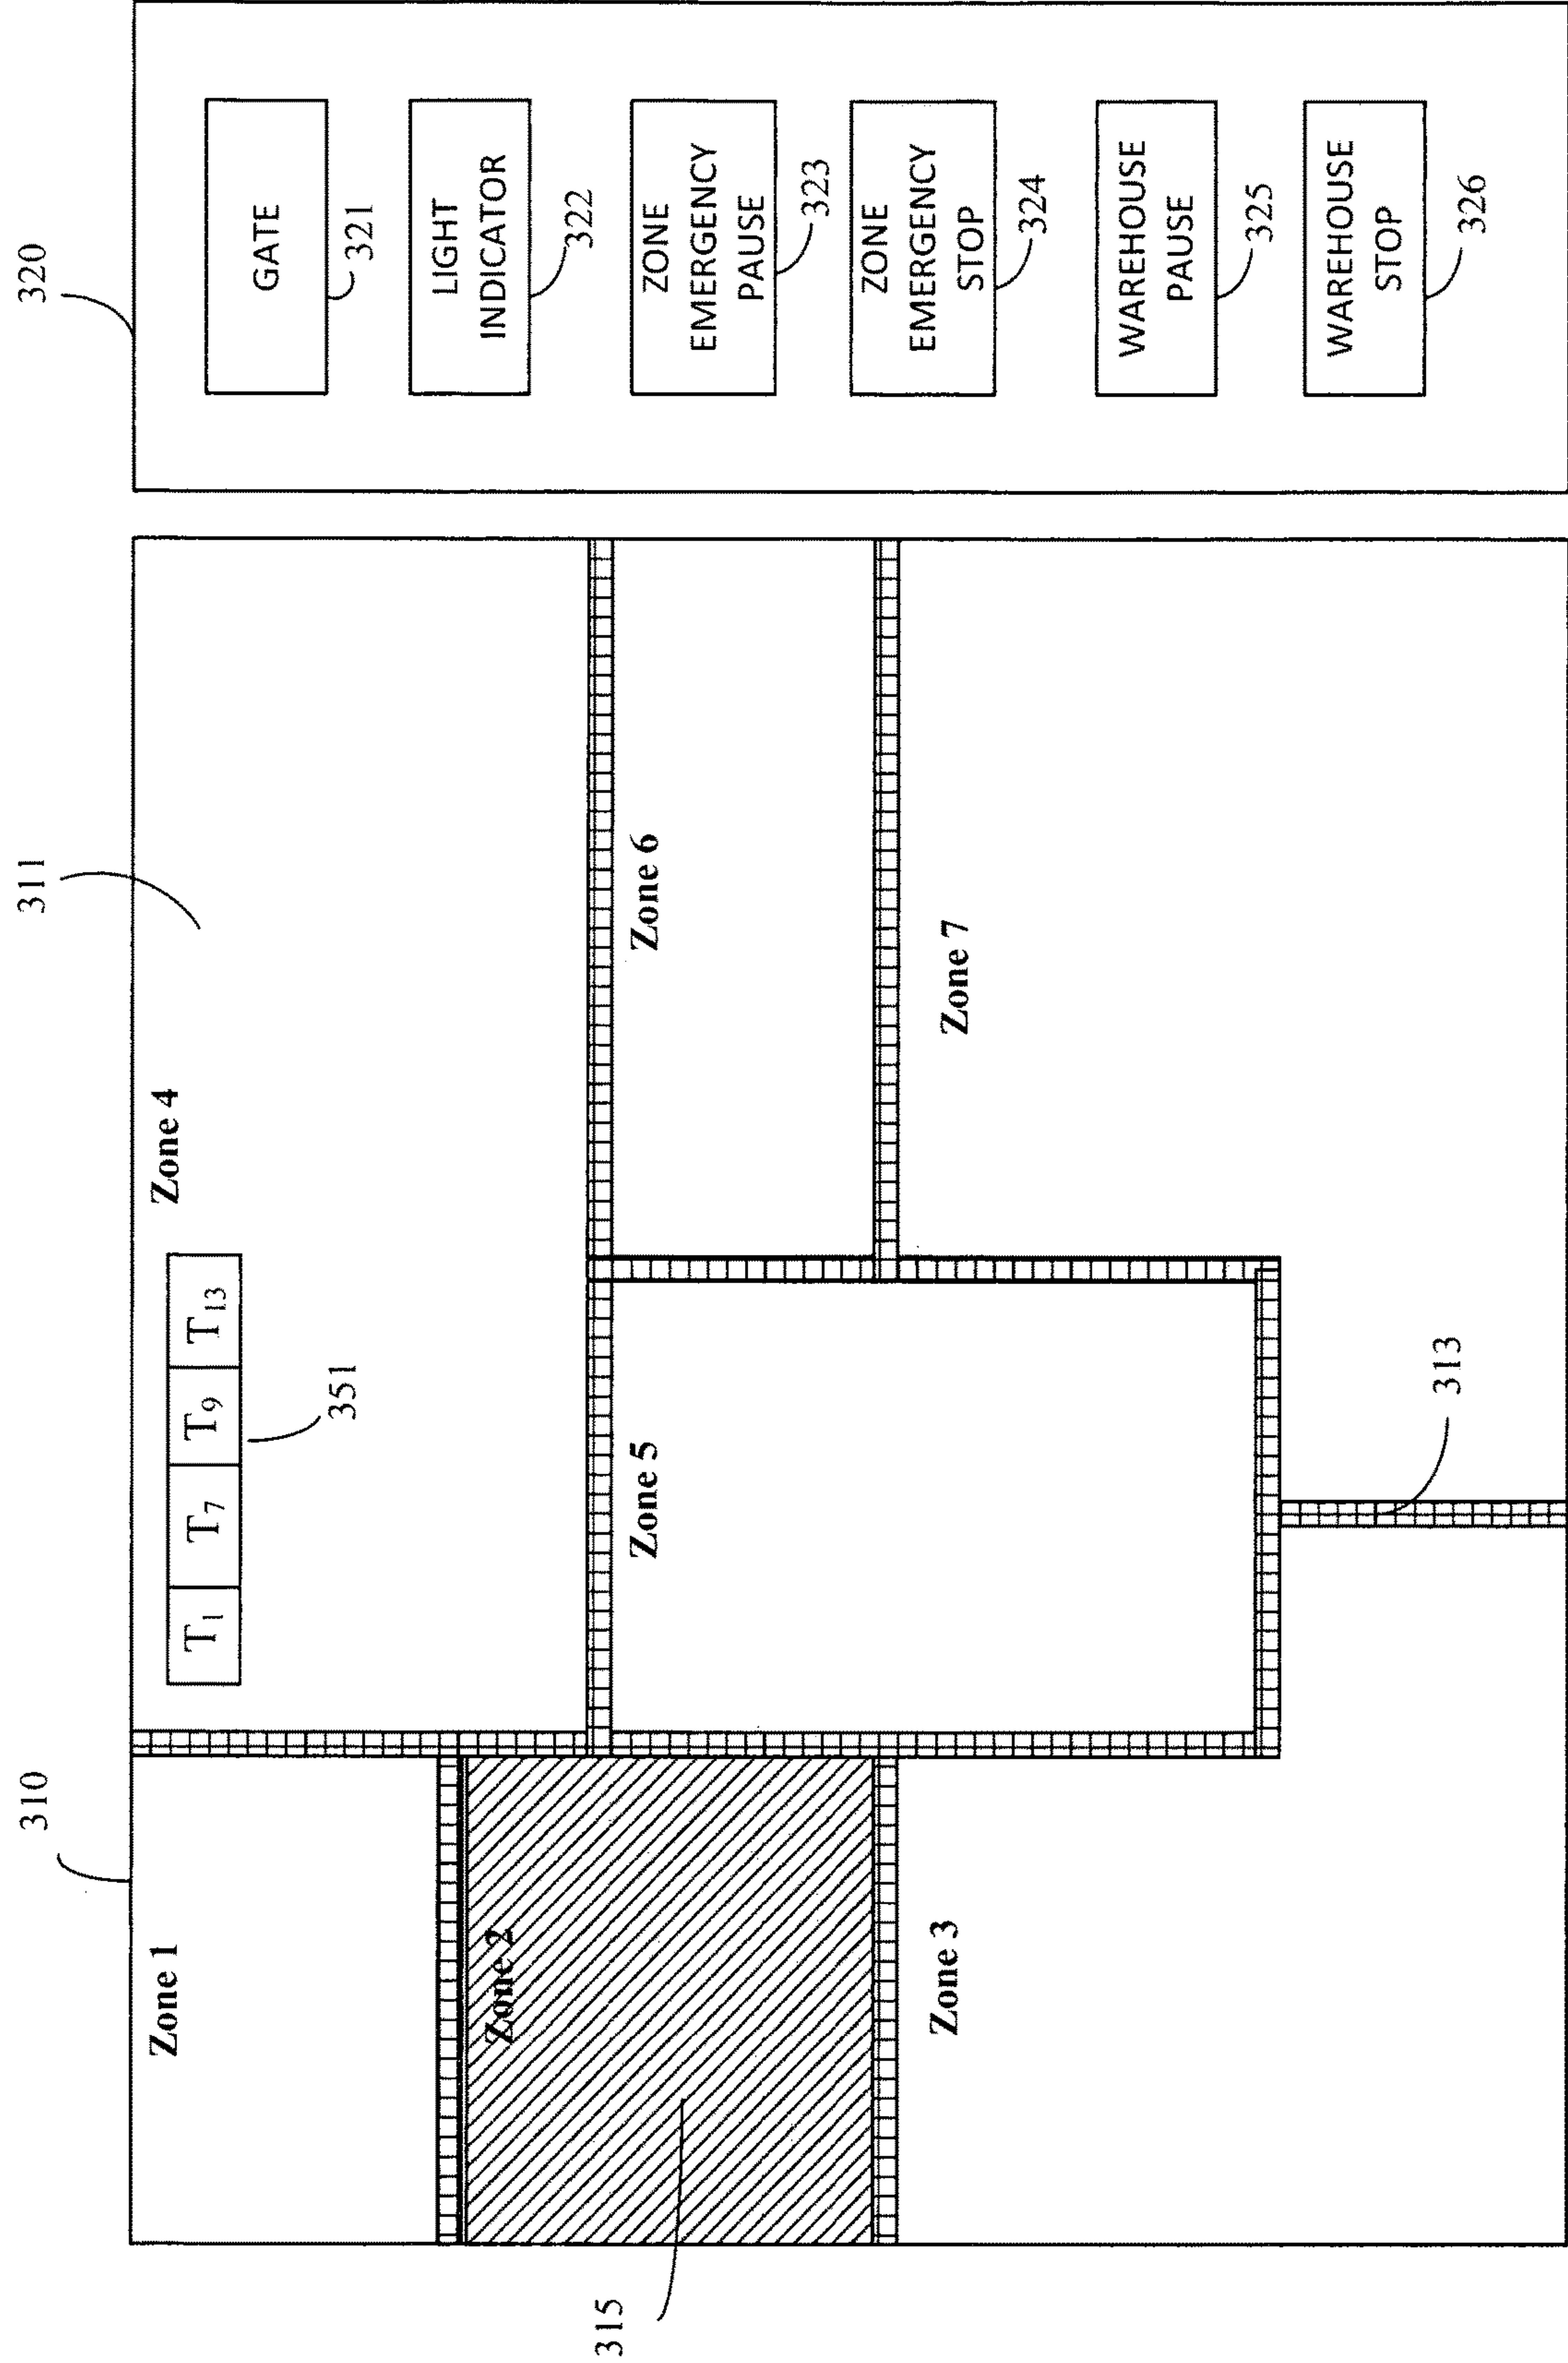 310
311
320
Zone 1
T1 T7 T9 T13
351
Zone 4
Zone 2
315
Zone 5
Zone 6
Zone 3
Zone 7
313
GATE
321
LIGHT
INDICATOR
322
ZONE
EMERGENCY
PAUSE
323
ZONE
EMERGENCY
STOP
324
WAREHOUSE
PAUSE
325
WAREHOUSE
STOP
326